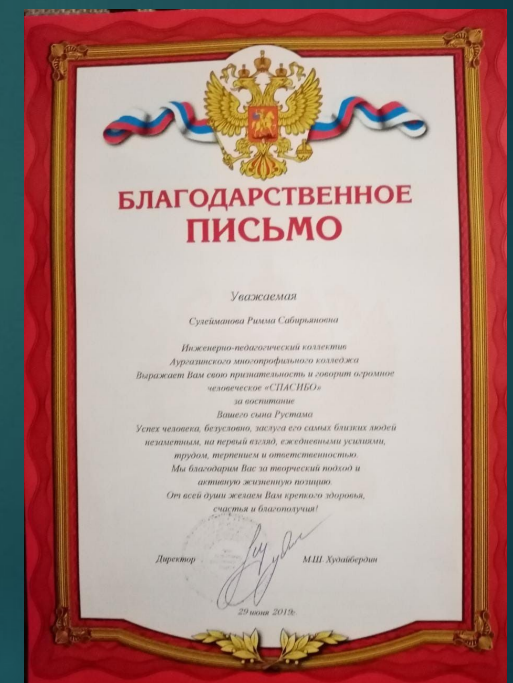 БЛАГОДАРСТВЕННОЕ
ПИСЬМО
Уважаемая
Сулейманова Римма Сабирьяновна
Инженерно-педагогический коллектив
Аургазинского многопрофильного колледжа
Выражает Вам свою признательность и говорит огромное
человеческое «СПАСИБО»
за воспитание
Вашего сына Рустама
Успех человека, безусловно, заслуга его самых близких людей
незаметным, на первый взгляд, ежедневными усилиями,
трудом, терпением и ответственностью.
Мы благодарим Вас за творческий подход и
активную жизненную позицию.
От всей души желаем Вам крепкого здоровья,
счастья и благополучия!
Директор М.Ш. Худайбердин
29 июня 2019г.